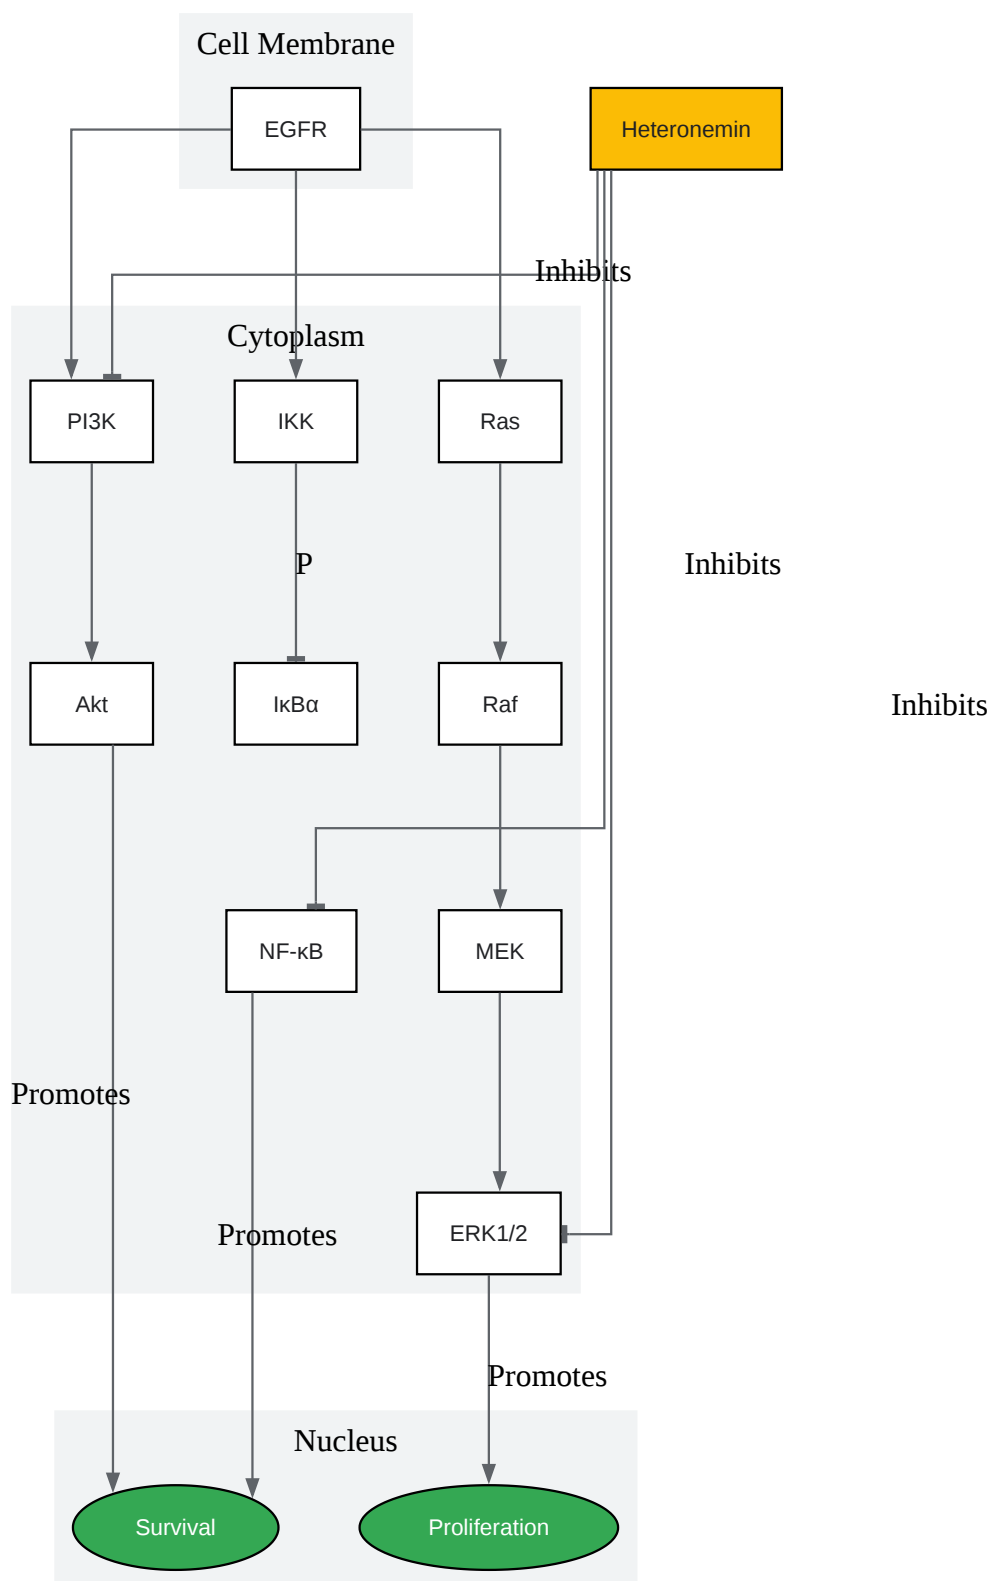 Cell Membrane
EGFR
Heteronemin
Inhibits
Cytoplasm
PI3K
IKK
Ras
P
Inhibits
Akt
IκBα
Raf
Inhibits
NF-κB
MEK
Promotes
ERK1/2
Promotes
Promotes
Nucleus
Survival
Proliferation